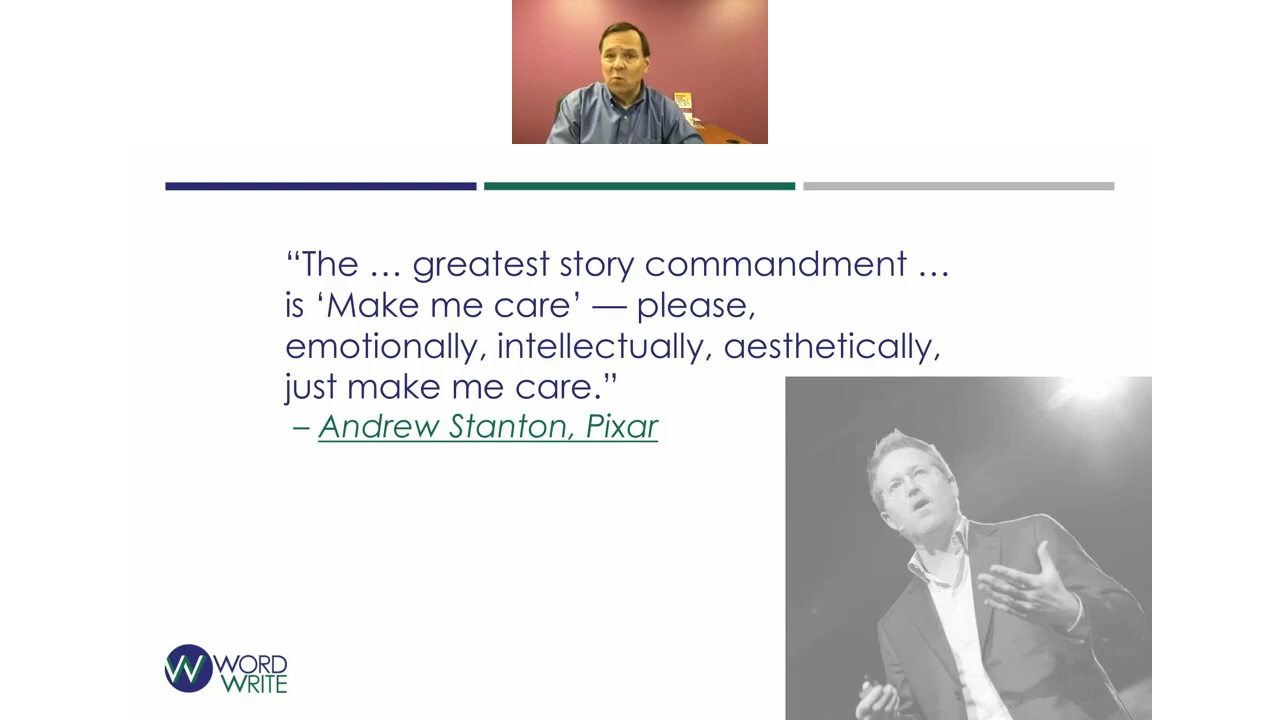 “The … greatest story commandment …
is ‘Make me care’ — please,
emotionally, intellectually, aesthetically,
just make me care.”
– Andrew Stanton, Pixar
W WORD
WRITE